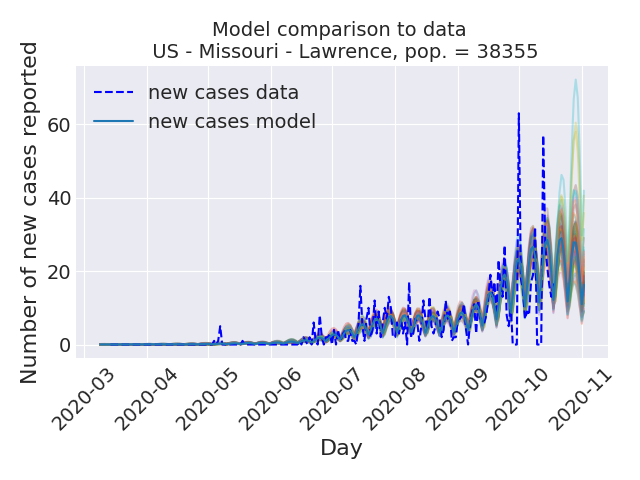 Model comparison to data
US - Missouri - Lawrence, pop. = 38355
Number of new cases reported
60
40
20
0
new cases data
new cases model
2020-03
2020-04
2020-05
2020-06
2020-07
2020-08
2020-09
2020-10
2020-11
Day